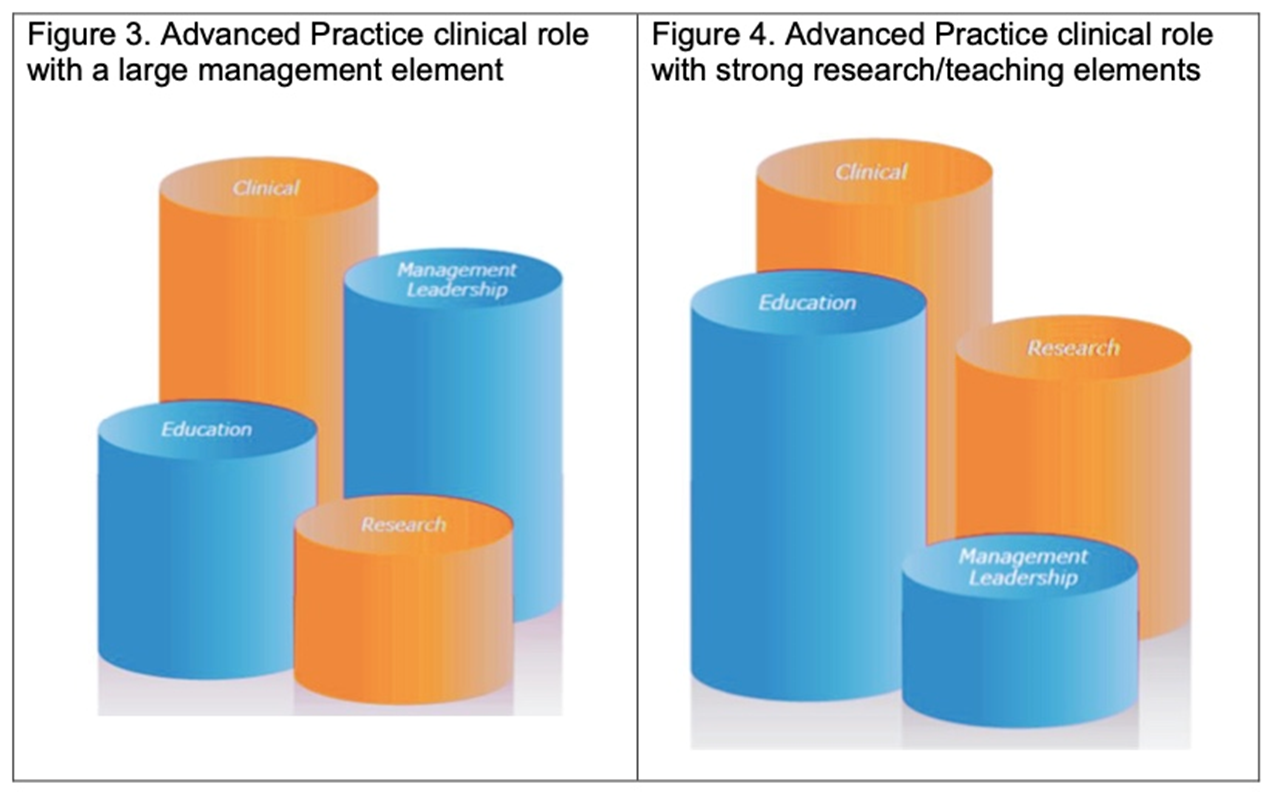 Figure 3. Advanced Practice clinical role
with a large management element
Clinical
Management
Leadership
Education
Research
Figure 4. Advanced Practice clinical role
with strong research/teaching elements
Clinical
Education
Research
Management
Leadership